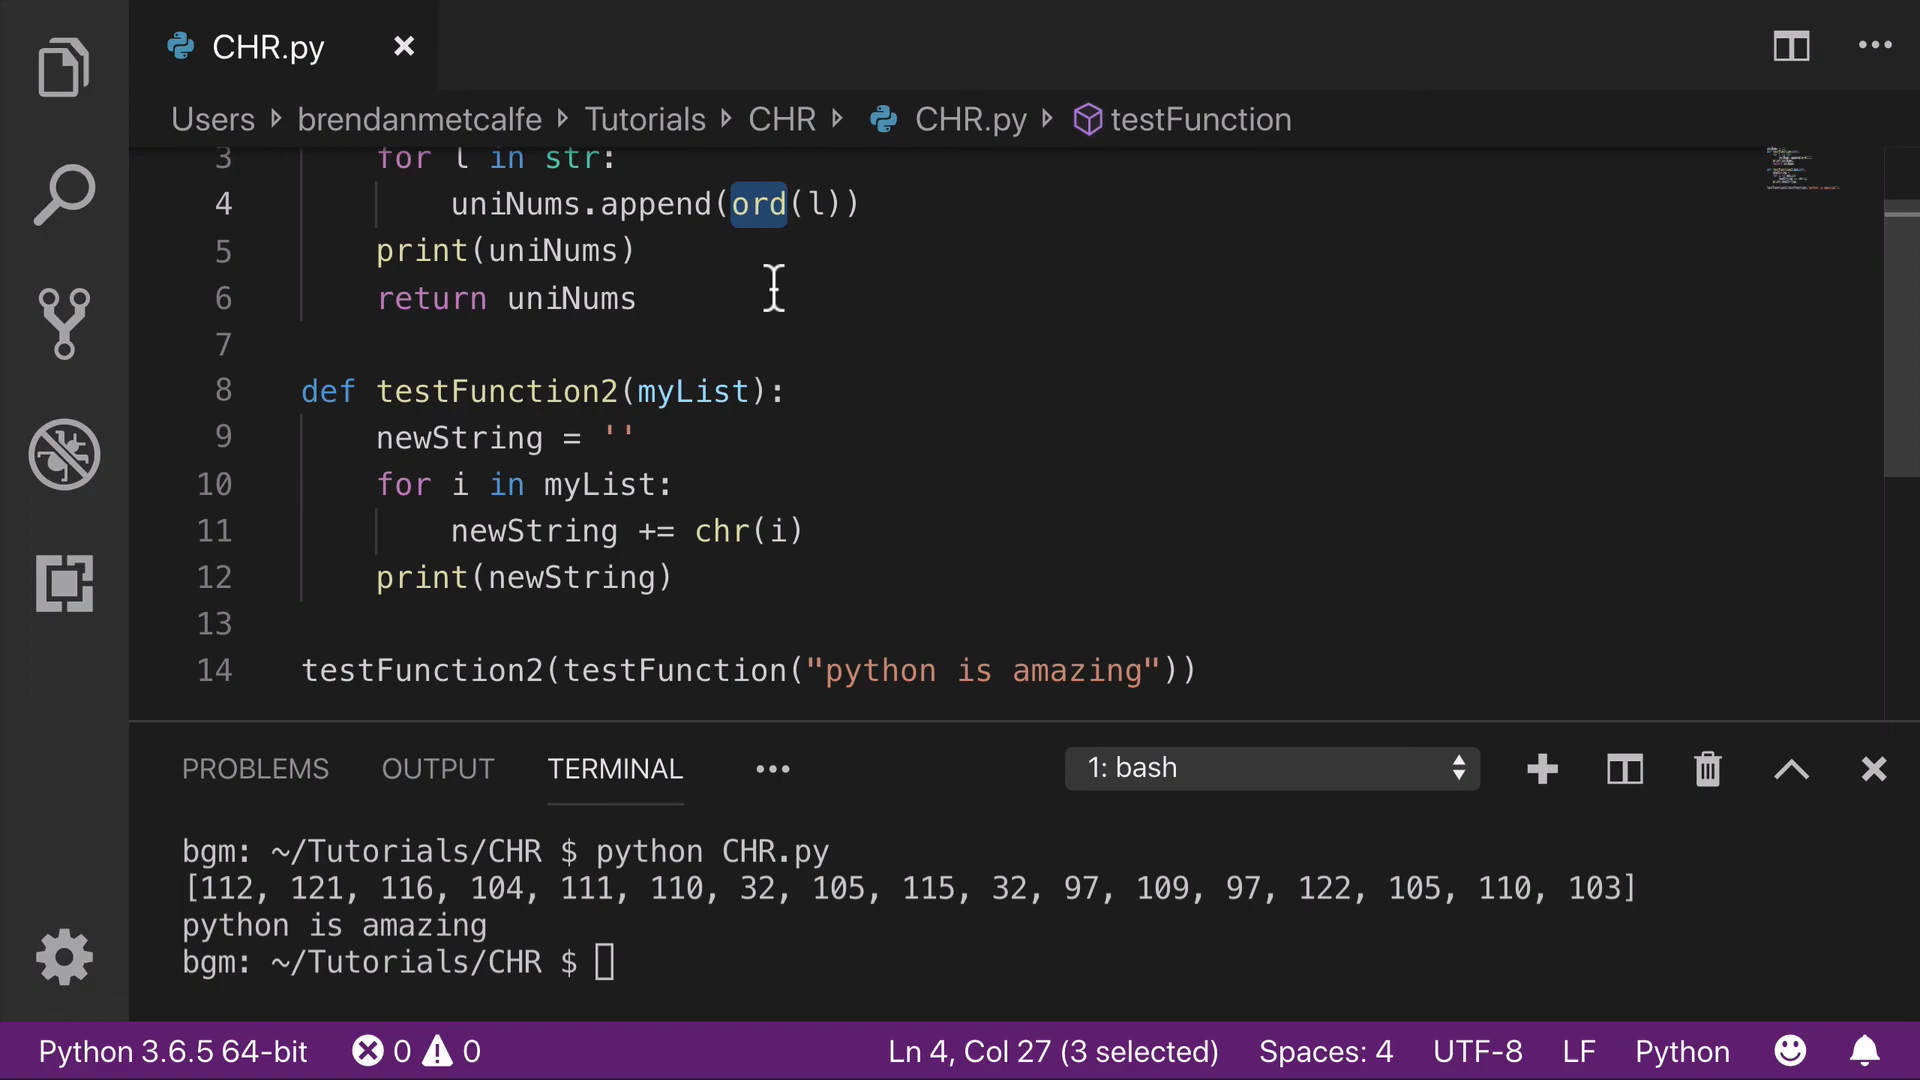 CHR.py
Users brendanmetcalfe Tutorials CHR CHR.py testFunction
3 for l in str:
4 uniNums.append(ord(l))
5 print(uniNums)
6 return uniNums
7
8 def testFunction2(myList):
9 newString = ''
10 for i in myList:
11 newString += chr(i)
12 print(newString)
13
14 testFunction2(testFunction("python is amazing"))
PROBLEMS OUTPUT TERMINAL ••• 1: bash
bgm: ~/Tutorials/CHR $ python CHR.py
[112, 121, 116, 104, 111, 110, 32, 105, 115, 32, 97, 109, 97, 122, 105, 110, 103]
python is amazing
bgm: ~/Tutorials/CHR $
Python 3.6.5 64-bit 0 0 Ln 4, Col 27 (3 selected) Spaces: 4 UTF-8 LF Python